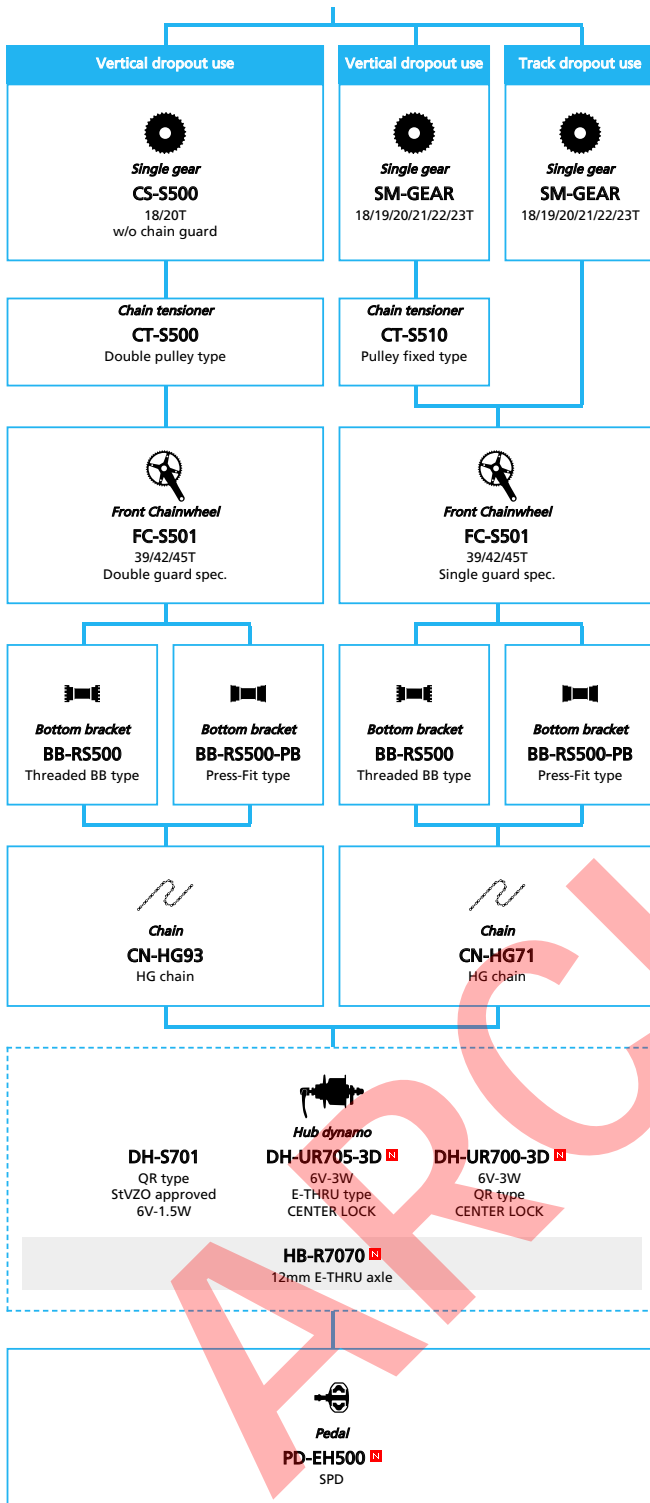 Vertical dropout use
Vertical dropout use
Track dropout use
Single gear
CS-S500
18/20T
w/o chain guard
Single gear
SM-GEAR
18/19/20/21/22/23T
Single gear
SM-GEAR
18/19/20/21/22/23T
Chain tensioner
CT-S500
Double pulley type
Chain tensioner
CT-S510
Pulley fixed type
Front Chainwheel
FC-S501
39/42/45T
Double guard spec.
Front Chainwheel
FC-S501
39/42/45T
Single guard spec.
Bottom bracket
BB-RS500
Threaded BB type
Bottom bracket
BB-RS500-PB
Press-Fit type
Bottom bracket
BB-RS500
Threaded BB type
Bottom bracket
BB-RS500-PB
Press-Fit type
Chain
CN-HG93
HG chain
Chain
CN-HG71
HG chain
Hub dynamo
DH-S701
QR type
StVZO approved
6V-1.5W
DH-UR705-3D N
6V-3W
E-THRU type
CENTER LOCK
DH-UR700-3D N
6V-3W
QR type
CENTER LOCK
HB-R7070 N
12mm E-THRU axle
Pedal
PD-EH500 N
SPD